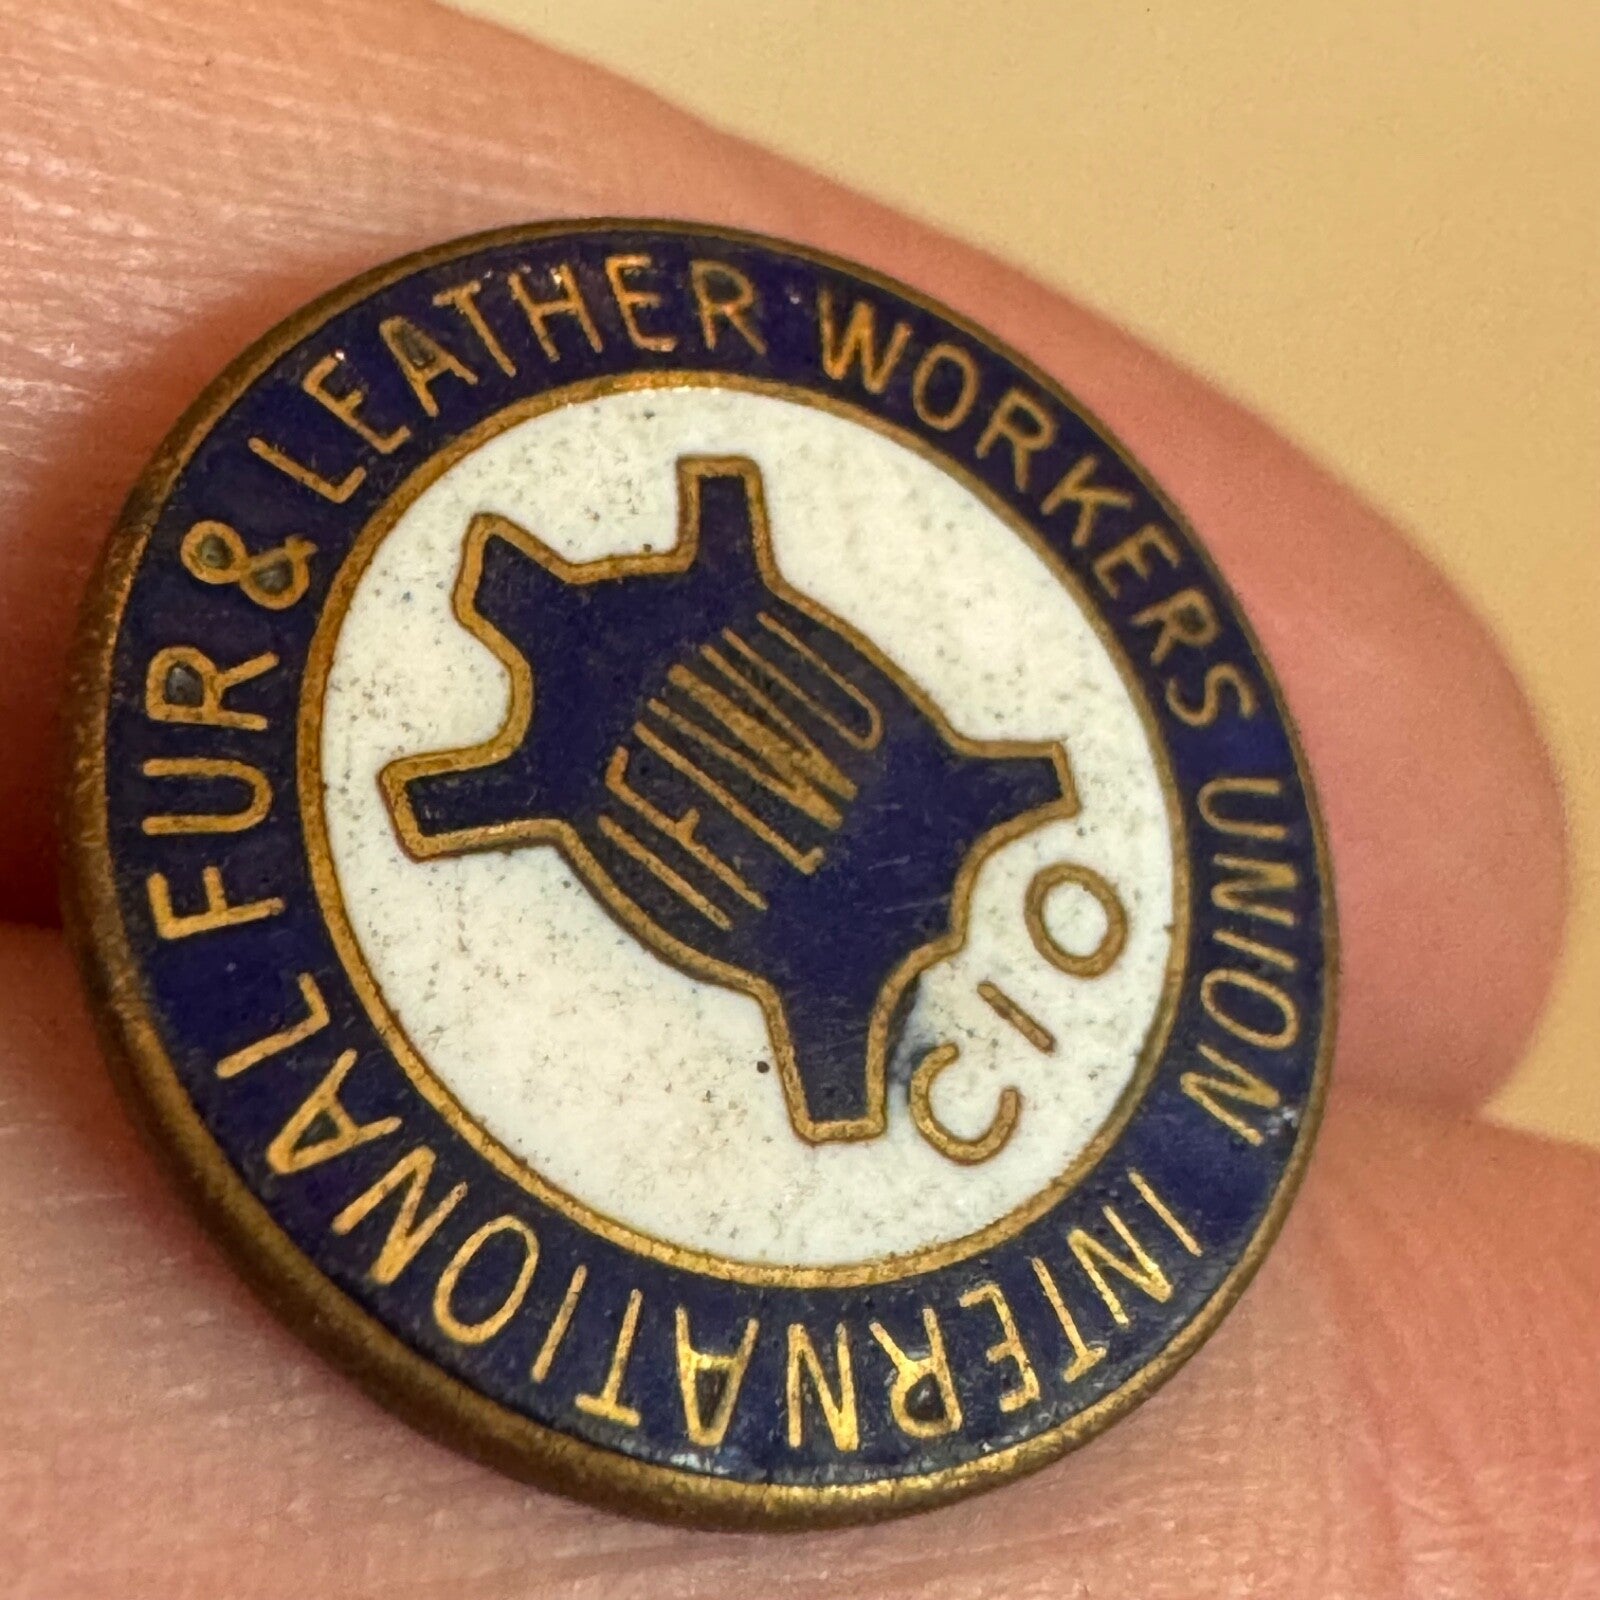 INTERNATIONAL FUR & LEATHER WORKERS UNION
IFLWU
CIO